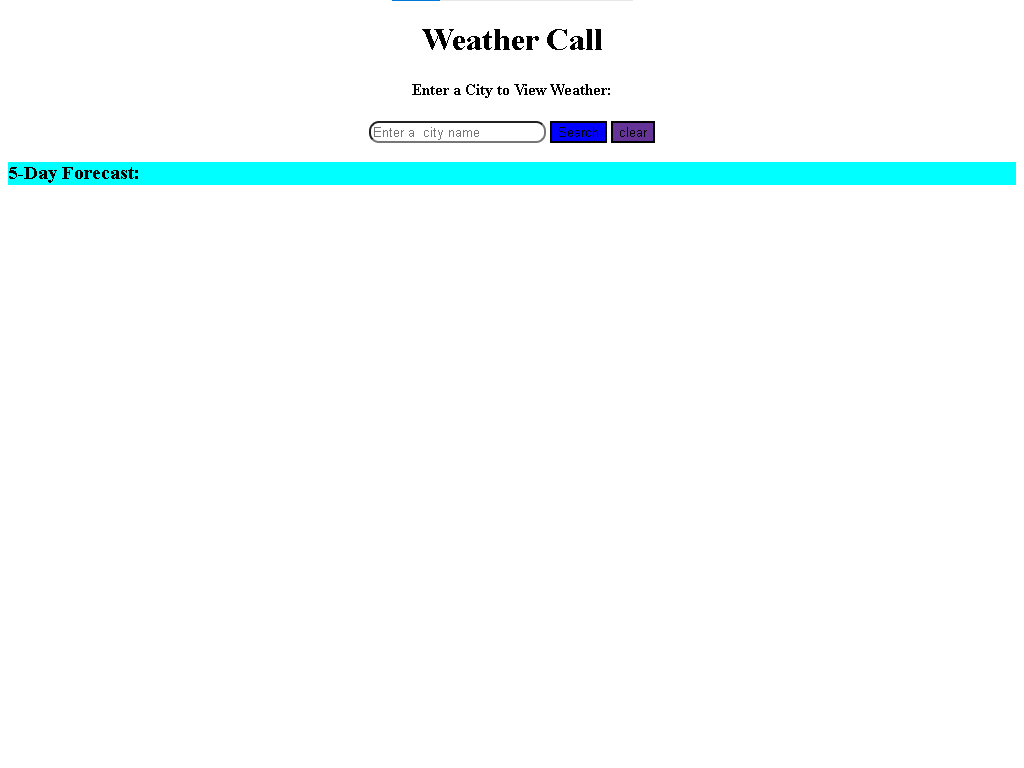 Weather Call
Enter a City to View Weather:
Enter a  city name Search clear
5-Day Forecast: